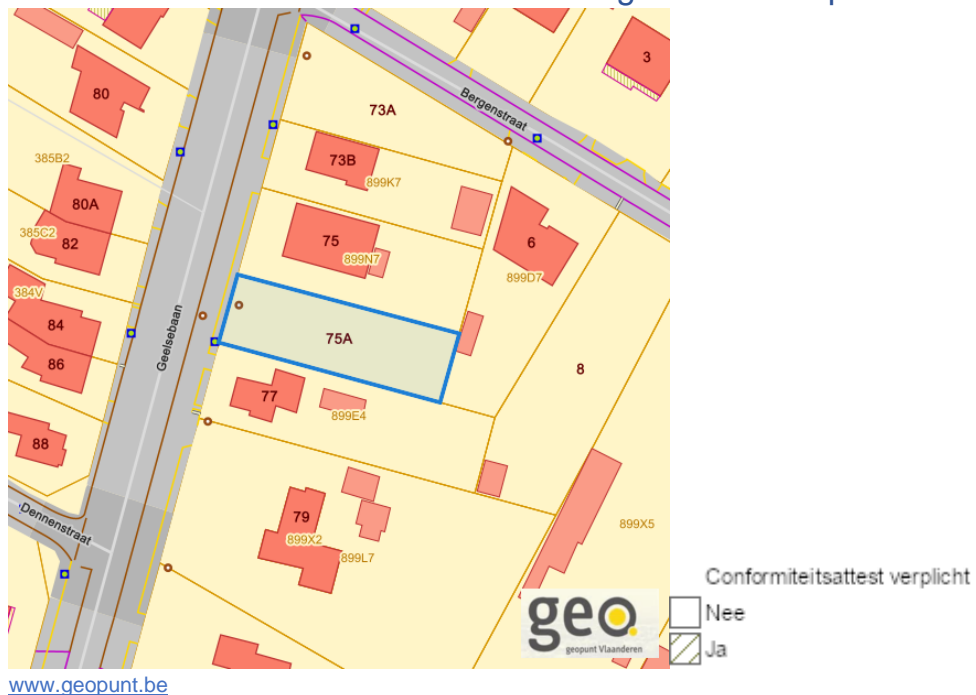 3
80
73A
Bergenstraat
385B2
73B
899K7
80A
385C2
82
75
899N7
6
899D7
384V
84
75A
Geelsebaan
86
8
77
899E4
88
Dennenstraat
79
899X2
899L7
899X5
geo.
geopunt Vlaanderen
Conformiteitsattest verplicht
Nee
Ja
www.geopunt.be